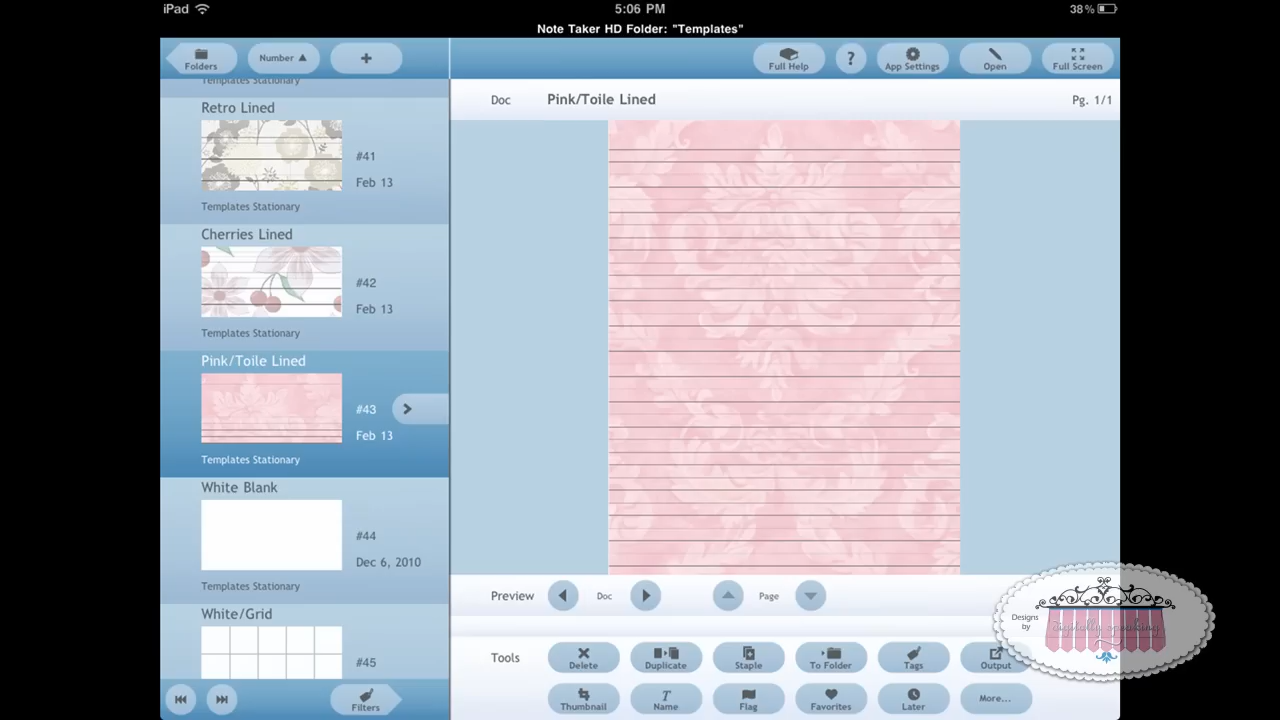 iPad
5:06 PM
38%
Note Taker HD Folder: "Templates"
Folders
Number ▲
+
Full Help
?
App Settings
Open
Full Screen
Templates Stationary
Retro Lined
#41
Feb 13
Templates Stationary
Cherries Lined
#42
Feb 13
Templates Stationary
Pink/Toile Lined
#43
Feb 13
Templates Stationary
White Blank
#44
Dec 6, 2010
Templates Stationary
White/Grid
#45
Filters
Doc
Pink/Toile Lined
Pg. 1/1
Preview
Doc
Page
Tools
Delete
Duplicate
Staple
To Folder
Tags
Output
Thumbnail
Name
Flag
Favorites
Later
More...
Designs
by
Digitally Speaking